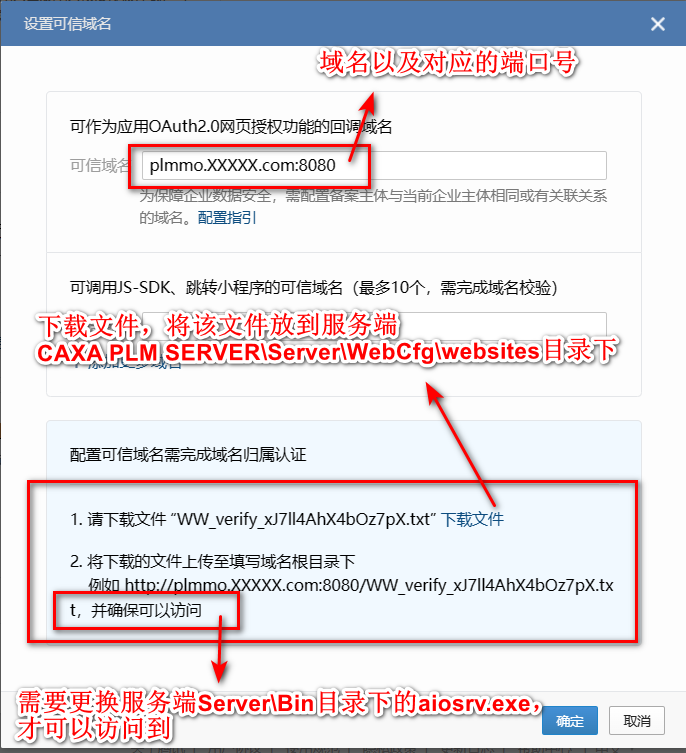 设置可信域名
域名以及对应的端口号
可作为应用OAuth2.0网页授权功能的回调域名
可信域名
plmmo.XXXXX.com:8080
为保障企业数据安全，需配置备案主体与当前企业主体相同或有关联关系
的域名。配置指引
可调用JS-SDK、跳转小程序的可信域名（最多10个，需完成域名校验）
下载文件，将该文件放到服务端
CAXA PLM SERVER\Server\WebCfg\websites目录下
配置可信域名需完成域名归属认证
1. 请下载文件 “WW_verify_xJ7ll4AhX4bOz7pX.txt” 下载文件
2. 将下载的文件上传至填写域名根目录下
例如 http://plmmo.XXXXX.com:8080/WW_verify_xJ7ll4AhX4bOz7pX.tx
t，并确保可以访问
需要更换服务端Server\Bin目录下的aiosrv.exe，
才可以访问到
确定
取消